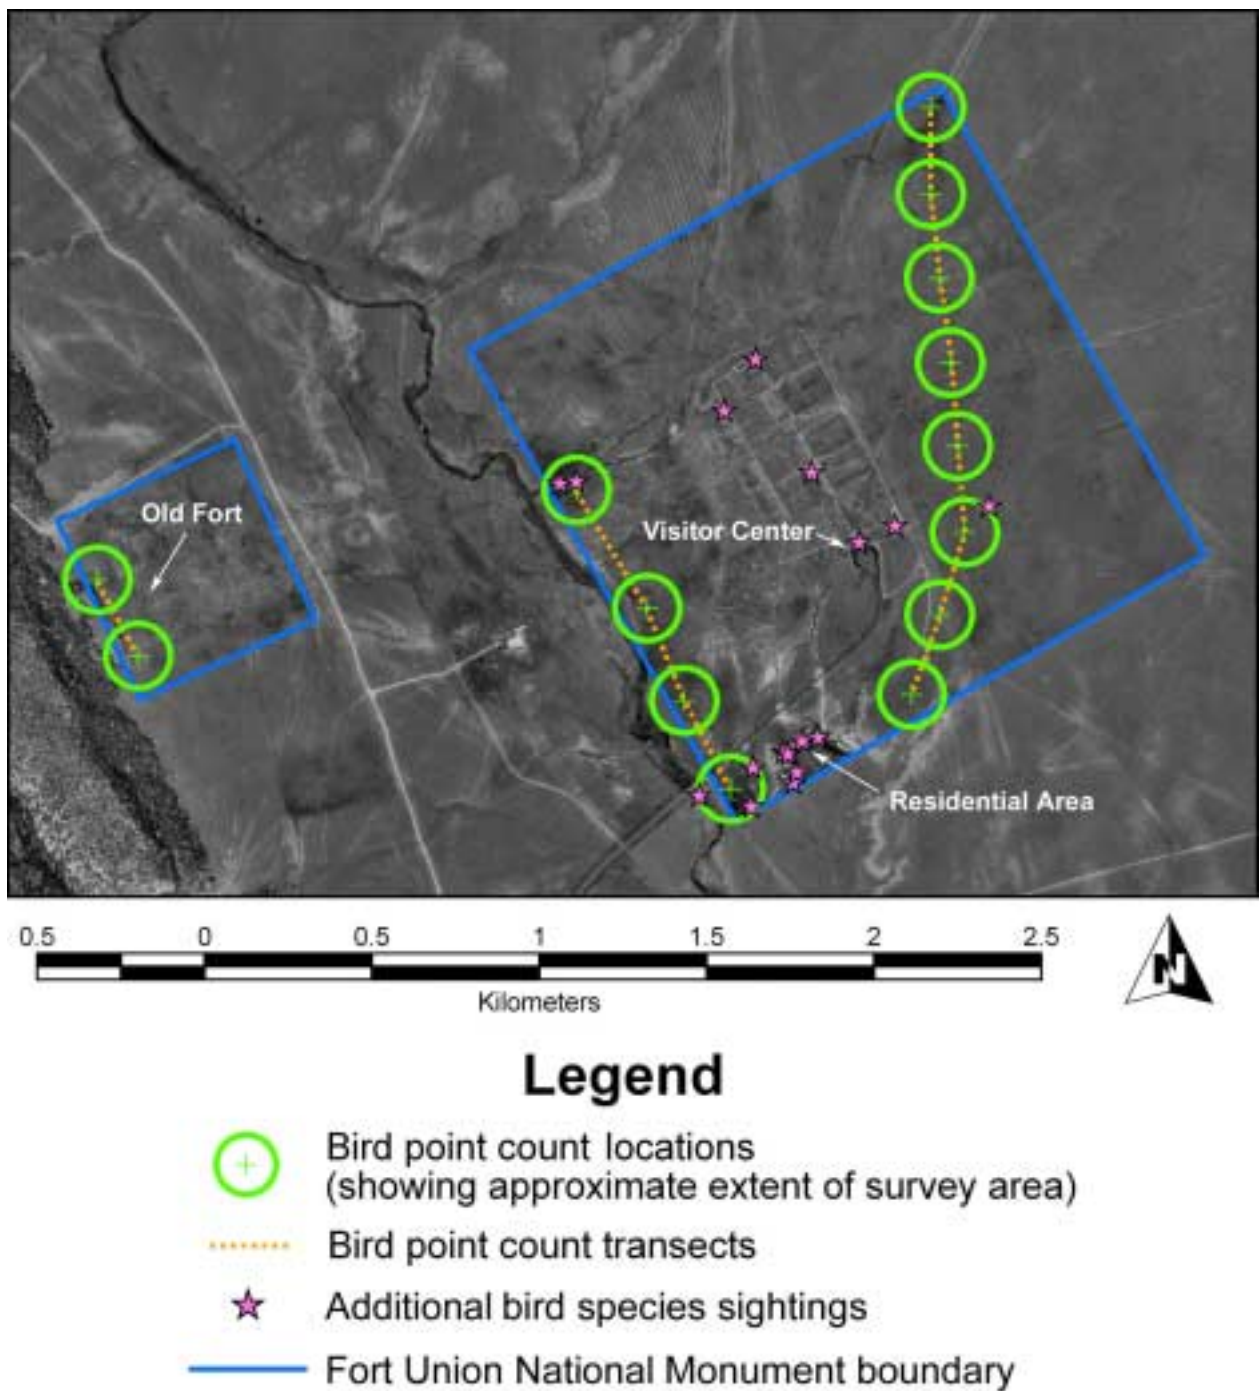 Old Fort
Visitor Center
Residential Area
0.5 0 0.5 1 1.5 2 2.5
Kilometers
N
Legend
Bird point count locations
(showing approximate extent of survey area)
Bird point count transects
Additional bird species sightings
Fort Union National Monument boundary